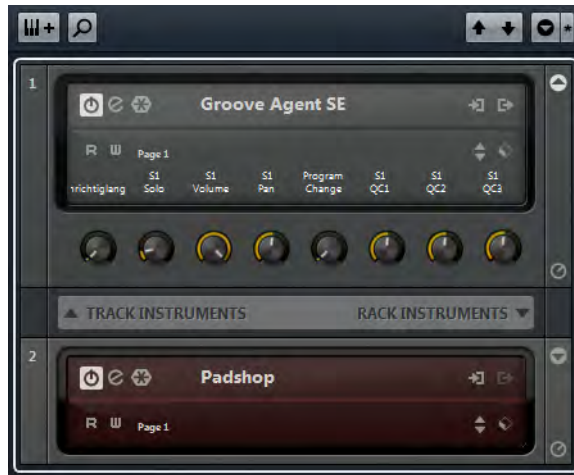 1
Groove Agent SE
R W Page 1
S1 S1 S1 Program S1 S1 S1
nrichtiglang Solo Volume Pan Change QC1 QC2 QC3
TRACK INSTRUMENTS RACK INSTRUMENTS
2
Padshop
R W Page 1